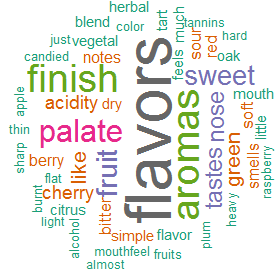 herbal
blend
color
tannins
just
vegetal
tart
much
hard
candied
notes
feels
sour
red
oak
finish
flavors
sweet
apple
acidity
dry
aromas
mouth
thin
palate
tastes
nose
soft
little
sharp
berry
like
fruit
green
smells
raspberry
flat
cherry
bitter
burnt
citrus
simple
flavor
plum
heavy
light
alcohol
mouthfeel
fruits
almost